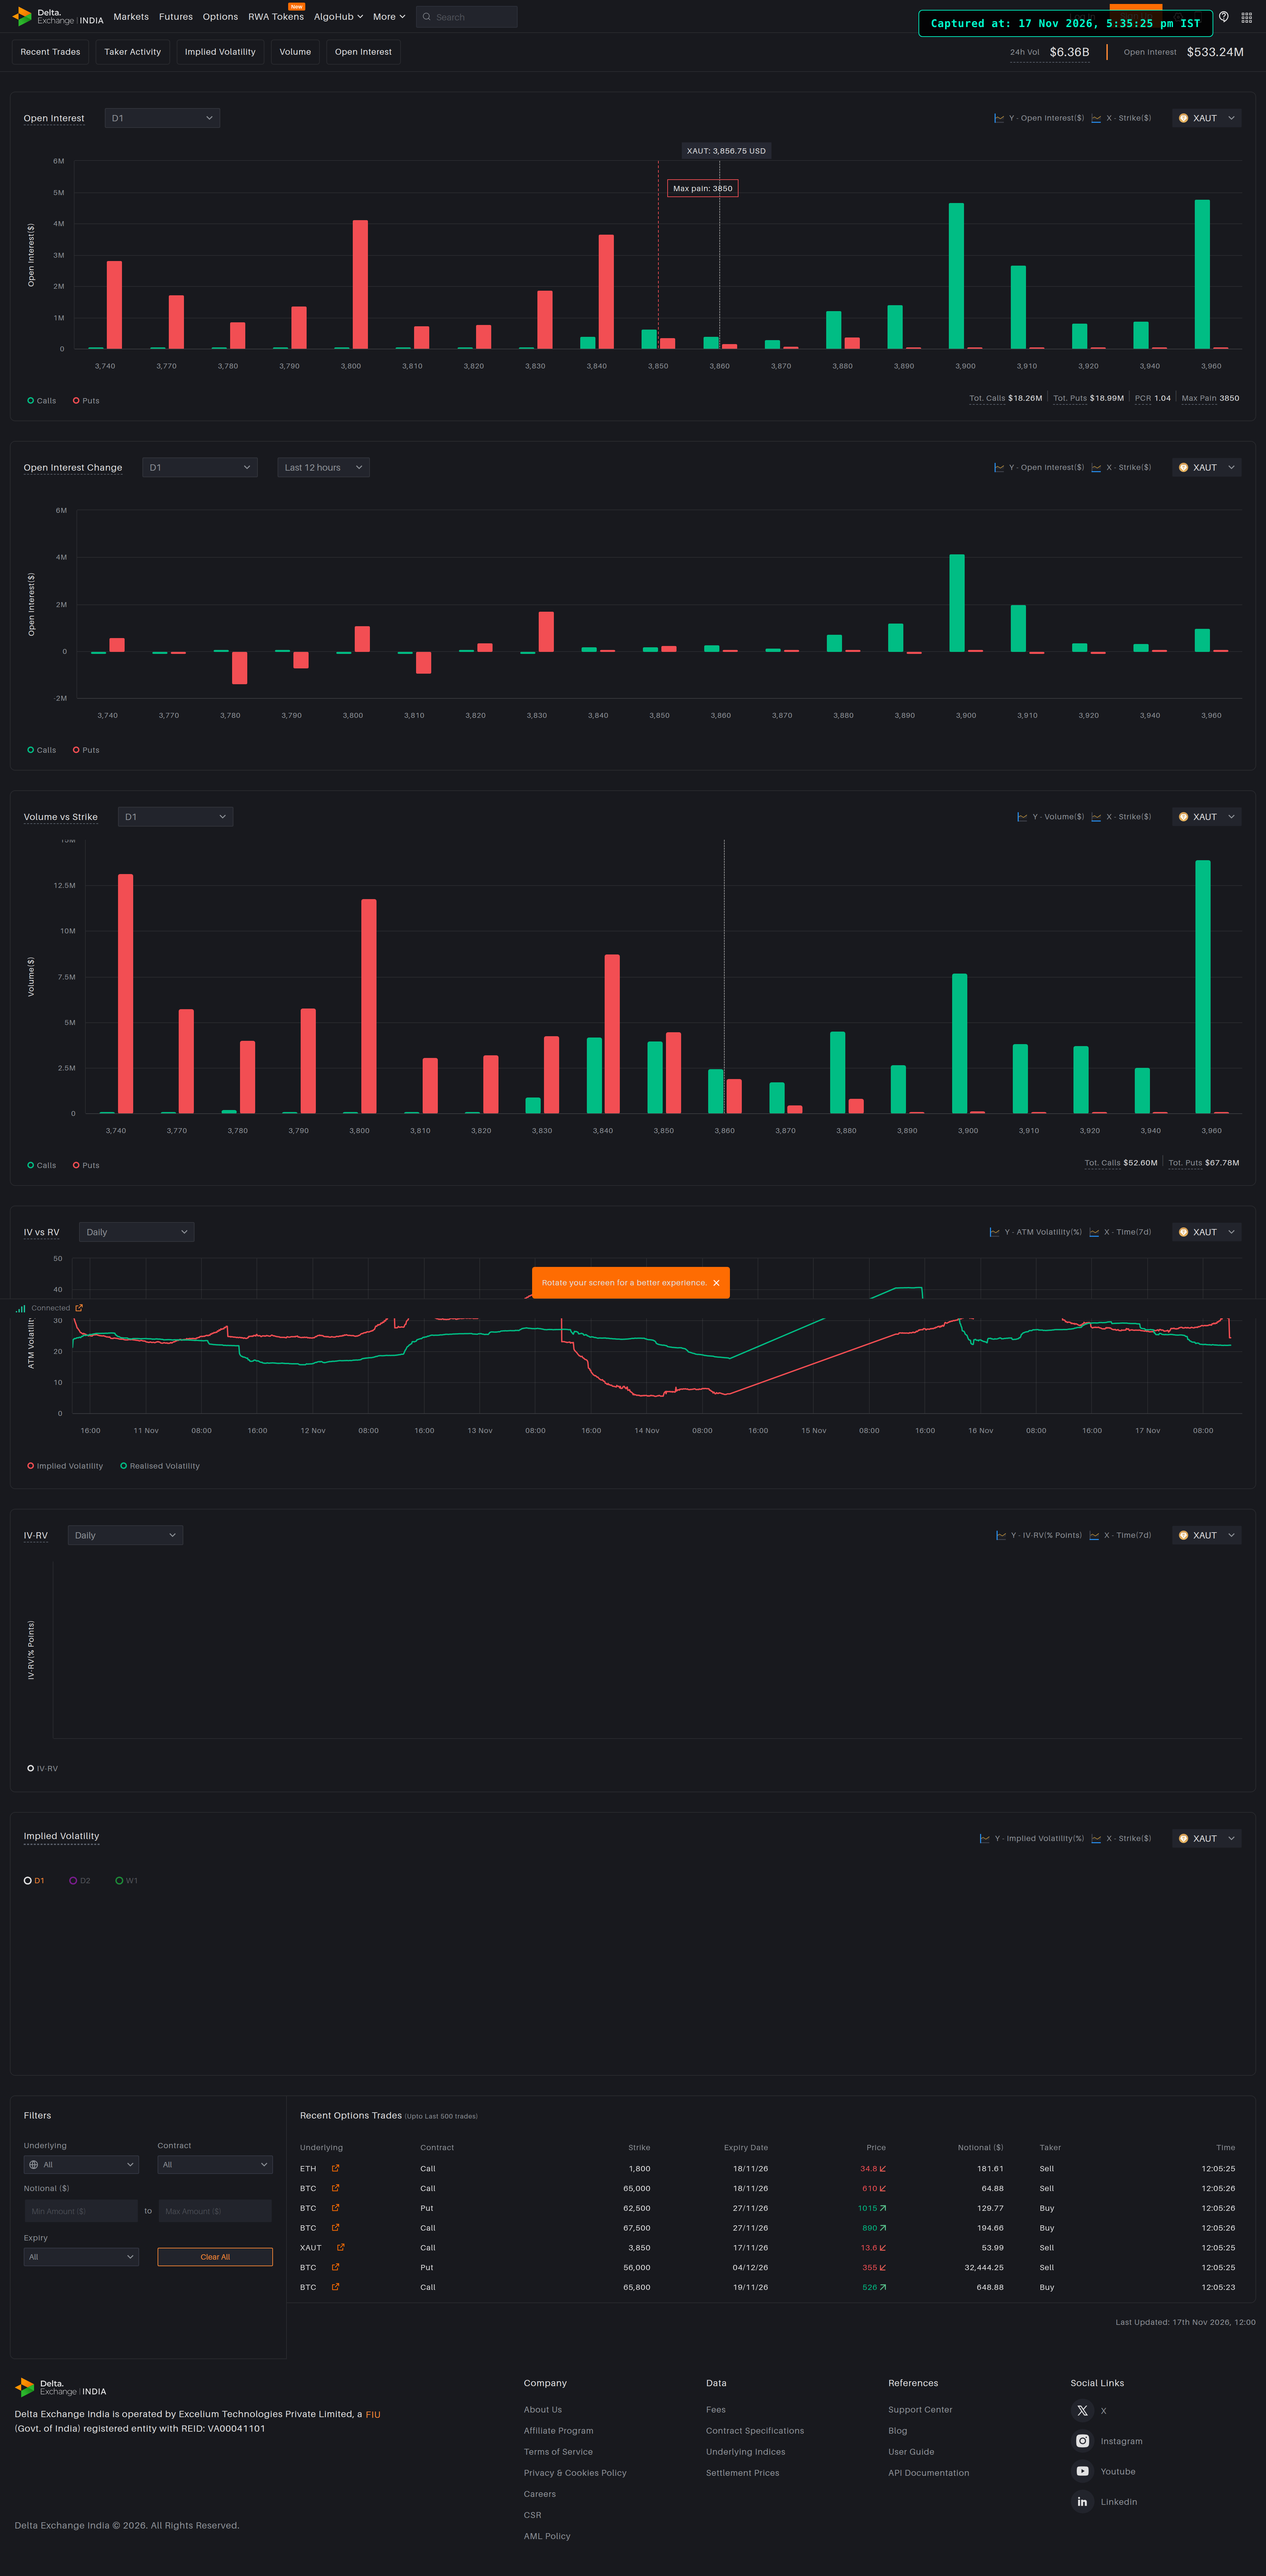 Delta.
Exchange | INDIA
Markets Futures Options RWA Tokens New AlgoHub More Search
Captured at: 17 Nov 2026, 5:35:25 pm IST
Recent Trades Taker Activity Implied Volatility Volume Open Interest
24h Vol $6.36B Open Interest $533.24M
Open Interest D1 Y - Open Interest($) X - Strike($) XAUT
XAUT: 3,856.75 USD
Max pain: 3850
6M
5M
4M
3M
2M
1M
0
Open Interest($)
3,740 3,770 3,780 3,790 3,800 3,810 3,820 3,830 3,840 3,850 3,860 3,870 3,880 3,890 3,900 3,910 3,920 3,940 3,960
Calls Puts
Tot. Calls $18.26M Tot. Puts $18.99M PCR 1.04 Max Pain 3850
Open Interest Change D1 Last 12 hours Y - Open Interest($) X - Strike($) XAUT
6M
4M
2M
0
-2M
Open Interest($)
3,740 3,770 3,780 3,790 3,800 3,810 3,820 3,830 3,840 3,850 3,860 3,870 3,880 3,890 3,900 3,910 3,920 3,940 3,960
Calls Puts
Volume vs Strike D1 Y - Volume($) X - Strike($) XAUT
15M
12.5M
10M
7.5M
5M
2.5M
0
Volume($)
3,740 3,770 3,780 3,790 3,800 3,810 3,820 3,830 3,840 3,850 3,860 3,870 3,880 3,890 3,900 3,910 3,920 3,940 3,960
Calls Puts
Tot. Calls $52.60M Tot. Puts $67.78M
IV vs RV Daily Y - ATM Volatility(%) X - Time(7d) XAUT
50
40
Rotate your screen for a better experience.
Connected
30
20
10
0
ATM Volatilit
16:00 11 Nov 08:00 16:00 12 Nov 08:00 16:00 13 Nov 08:00 16:00 14 Nov 08:00 16:00 15 Nov 08:00 16:00 16 Nov 08:00 16:00 17 Nov 08:00
Implied Volatility Realised Volatility
IV-RV Daily Y - IV-RV(% Points) X - Time(7d) XAUT
IV-RV(% Points)
IV-RV
Implied Volatility Y - Implied Volatility(%) X - Strike($) XAUT
D1 D2 W1
Filters
Underlying Contract
All All
Notional ($)
Min Amount ($) to Max Amount ($)
Expiry
All Clear All
Recent Options Trades (Upto Last 500 trades)
Underlying Contract Strike Expiry Date Price Notional ($) Taker Time
ETH Call 1,800 18/11/26 34.8 181.61 Sell 12:05:25
BTC Call 65,000 18/11/26 610 64.88 Sell 12:05:26
BTC Put 62,500 27/11/26 1015 129.77 Buy 12:05:26
BTC Call 67,500 27/11/26 890 194.66 Buy 12:05:26
XAUT Call 3,850 17/11/26 13.6 53.99 Sell 12:05:25
BTC Put 56,000 04/12/26 355 32,444.25 Sell 12:05:25
BTC Call 65,800 19/11/26 526 648.88 Buy 12:05:23
Last Updated: 17th Nov 2026, 12:00
Delta.
Exchange | INDIA
Delta Exchange India is operated by Excelium Technologies Private Limited, a FIU
(Govt. of India) registered entity with REID: VA00041101
Delta Exchange India © 2026. All Rights Reserved.
Company
About Us
Affiliate Program
Terms of Service
Privacy & Cookies Policy
Careers
CSR
AML Policy
Data
Fees
Contract Specifications
Underlying Indices
Settlement Prices
References
Support Center
Blog
User Guide
API Documentation
Social Links
X
Instagram
Youtube
Linkedin